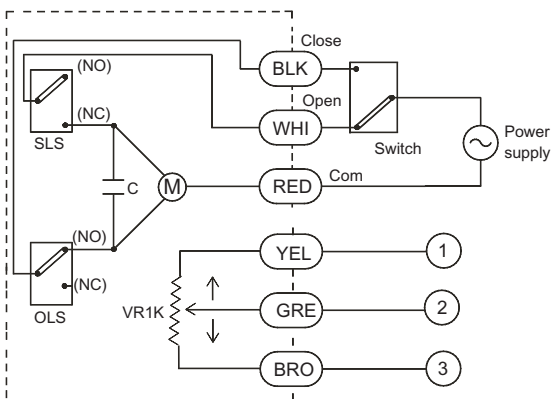 Close
(NO)
BLK
Open
(NC)
WHI
SLS
Switch
Power
supply
C
M
RED
Com
(NO)
YEL
1
(NC)
VR1K
GRE
2
OLS
BRO
3